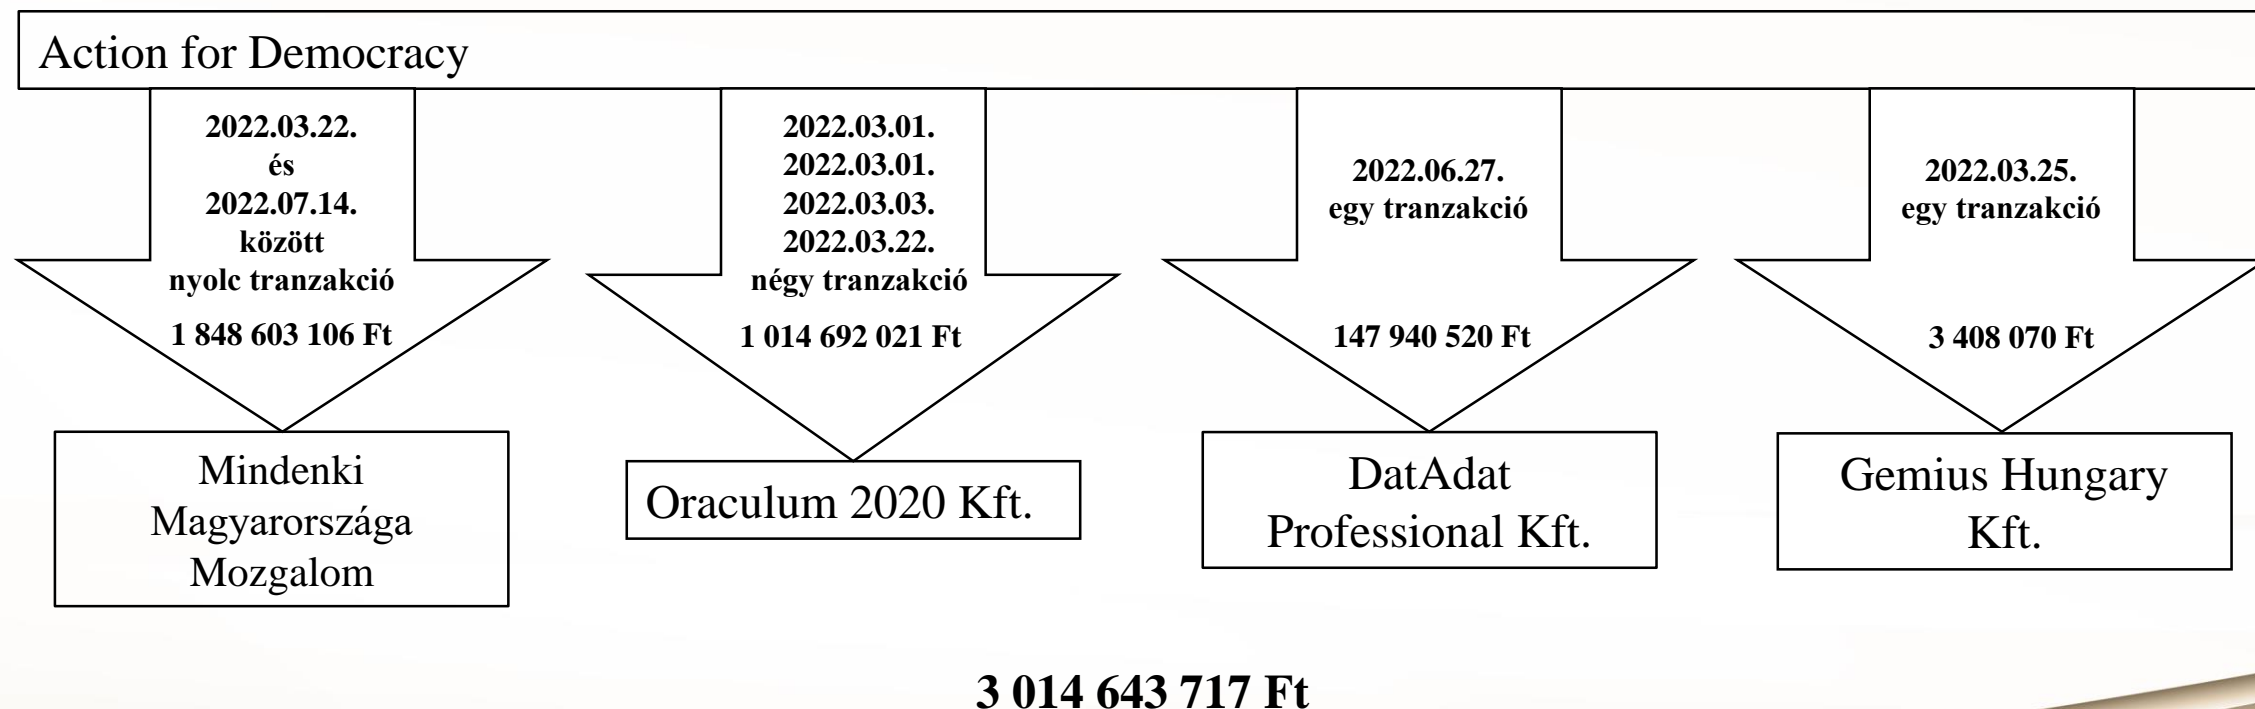 Action for Democracy
2022.03.22.
és
2022.07.14.
között
nyolc tranzakció
1 848 603 106 Ft
Mindenki
Magyarországa
Mozgalom
2022.03.01.
2022.03.01.
2022.03.03.
2022.03.22.
négy tranzakció
1 014 692 021 Ft
Oraculum 2020 Kft.
2022.06.27.
egy tranzakció
147 940 520 Ft
DatAdat
Professional Kft.
2022.03.25.
egy tranzakció
3 408 070 Ft
Gemius Hungary
Kft.
3 014 643 717 Ft